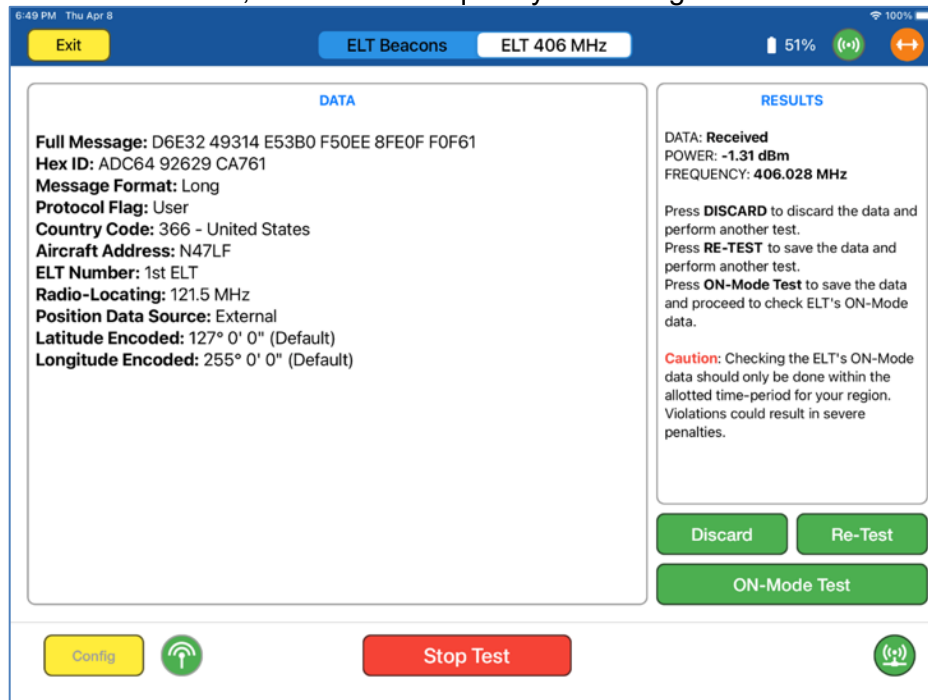 6:49 PM Thu Apr 8
100%
Exit
ELT Beacons
ELT 406 MHz
51%
DATA
Full Message: D6E32 49314 E53B0 F50EE 8FE0F F0F61
Hex ID: ADC64 92629 CA761
Message Format: Long
Protocol Flag: User
Country Code: 366 - United States
Aircraft Address: N47LF
ELT Number: 1st ELT
Radio-Locating: 121.5 MHz
Position Data Source: External
Latitude Encoded: 127° 0' 0" (Default)
Longitude Encoded: 255° 0' 0" (Default)
RESULTS
DATA: Received
POWER: -1.31 dBm
FREQUENCY: 406.028 MHz
Press DISCARD to discard the data and
perform another test.
Press RE-TEST to save the data and
perform another test.
Press ON-Mode Test to save the data
and proceed to check ELT's ON-Mode
data.
Caution: Checking the ELT's ON-Mode
data should only be done within the
allotted time-period for your region.
Violations could result in severe
penalties.
Discard
Re-Test
ON-Mode Test
Config
Stop Test